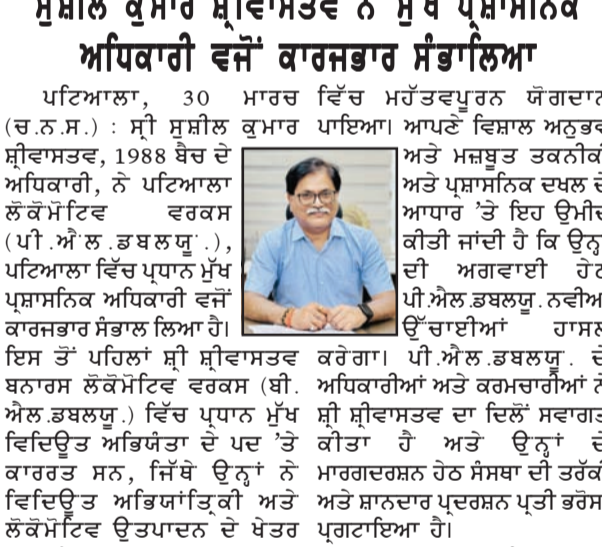 ਸੁਸ਼ੀਲ ਕੁਮਾਰ ਸ਼੍ਰੀਵਾਸਤਵ ਨੇ ਮੁੱਖ ਪ੍ਰਸ਼ਾਸਨਿਕ
ਅਧਿਕਾਰੀ ਵਜੋਂ ਕਾਰਜਭਾਰ ਸੰਭਾਲਿਆ
ਪਟਿਆਲਾ, 30 ਮਾਰਚ
(ਚ.ਨ.ਸ.) : ਸ੍ਰੀ ਸੁਸ਼ੀਲ ਕੁਮਾਰ
ਸ਼੍ਰੀਵਾਸਤਵ, 1988 ਬੈਚ ਦੇ
ਅਧਿਕਾਰੀ, ਨੇ ਪਟਿਆਲਾ
ਲੋਕੋਮੋਟਿਵ ਵਰਕਸ
(ਪੀ.ਐਲ.ਡਬਲਯੂ.),
ਪਟਿਆਲਾ ਵਿੱਚ ਪ੍ਰਧਾਨ ਮੁੱਖ
ਪ੍ਰਸ਼ਾਸਨਿਕ ਅਧਿਕਾਰੀ ਵਜੋਂ
ਕਾਰਜਭਾਰ ਸੰਭਾਲ ਲਿਆ ਹੈ।
ਇਸ ਤੋਂ ਪਹਿਲਾਂ ਸ਼੍ਰੀ ਸ਼੍ਰੀਵਾਸਤਵ
ਬਨਾਰਸ ਲੋਕੋਮੋਟਿਵ ਵਰਕਸ (ਬੀ.
ਐਲ.ਡਬਲਯੂ.) ਵਿੱਚ ਪ੍ਰਧਾਨ ਮੁੱਖ
ਵਿਦਿਊਤ ਅਭਿਯੰਤਾ ਦੇ ਪਦ 'ਤੇ
ਕਾਰਰਤ ਸਨ, ਜਿੱਥੇ ਉਨ੍ਹਾਂ ਨੇ
ਵਿਦਿਊਤ ਅਭਿਯਾਂਤ੍ਰਿਕੀ ਅਤੇ
ਲੋਕੋਮੋਟਿਵ ਉਤਪਾਦਨ ਦੇ ਖੇਤਰ
ਵਿੱਚ ਮਹੱਤਵਪੂਰਨ ਯੋਗਦਾਨ
ਪਾਇਆ। ਆਪਣੇ ਵਿਸ਼ਾਲ ਅਨੁਭਵ
ਅਤੇ ਮਜ਼ਬੂਤ ਤਕਨੀਕੀ
ਅਤੇ ਪ੍ਰਸ਼ਾਸਨਿਕ ਦਖਲ ਦੇ
ਆਧਾਰ 'ਤੇ ਇਹ ਉਮੀਦ
ਕੀਤੀ ਜਾਂਦੀ ਹੈ ਕਿ ਉਨ੍ਹਾਂ
ਦੀ ਅਗਵਾਈ ਹੇਠ
ਪੀ.ਐਲ.ਡਬਲਯੂ. ਨਵੀਆਂ
ਉੱਚਾਈਆਂ ਹਾਸਲ
ਕਰੇਗਾ। ਪੀ.ਐਲ.ਡਬਲਯੂ. ਦੇ
ਅਧਿਕਾਰੀਆਂ ਅਤੇ ਕਰਮਚਾਰੀਆਂ ਨੇ
ਸ਼੍ਰੀ ਸ਼੍ਰੀਵਾਸਤਵ ਦਾ ਦਿਲੋਂ ਸਵਾਗਤ
ਕੀਤਾ ਹੈ ਅਤੇ ਉਨ੍ਹਾਂ ਦੇ
ਮਾਰਗਦਰਸ਼ਨ ਹੇਠ ਸੰਸਥਾ ਦੀ ਤਰੱਕੀ
ਅਤੇ ਸ਼ਾਨਦਾਰ ਪ੍ਰਦਰਸ਼ਨ ਪ੍ਰਤੀ ਭਰੋਸਾ
ਪ੍ਰਗਟਾਇਆ ਹੈ।